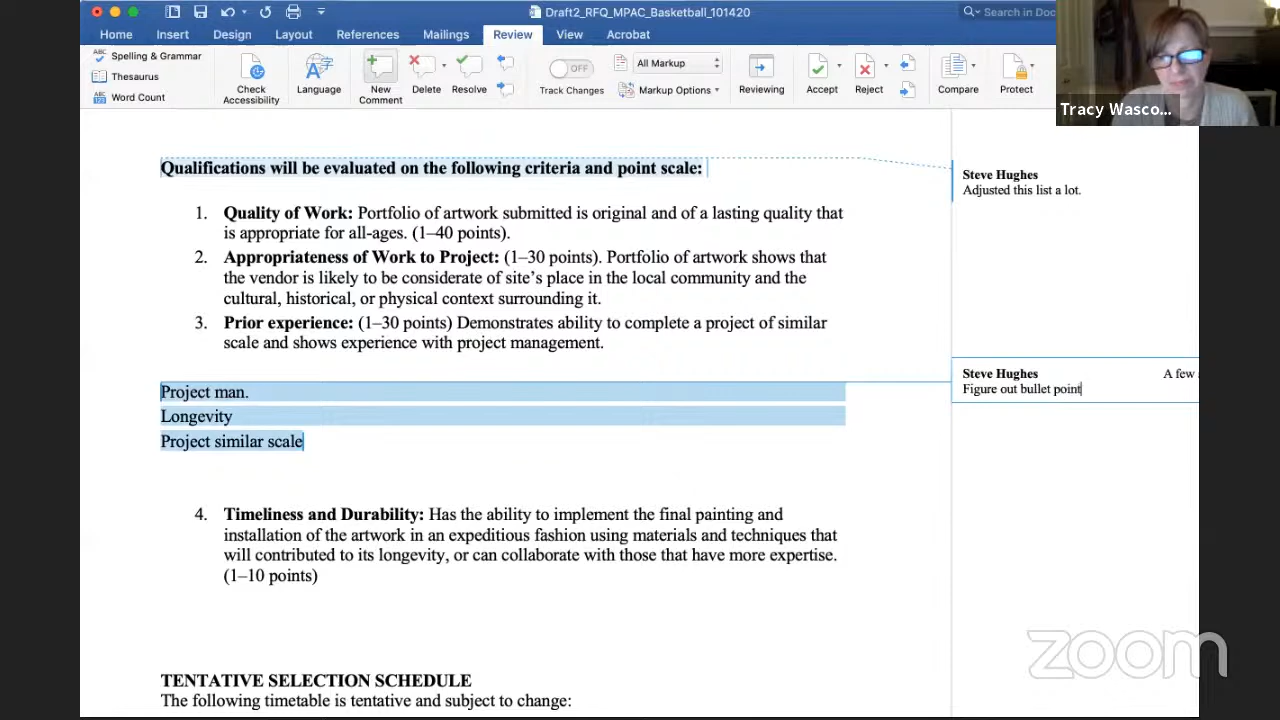 Draft2_RFQ_MPAC_Basketball_101420
Search in Doc
Home Insert Design Layout References Mailings Review View Acrobat
ABC Spelling & Grammar
Thesaurus
ABC 123 Word Count
Check Accessibility
Language
New Comment
Delete
Resolve
OFF
Track Changes
All Markup
Markup Options
Reviewing
Accept
Reject
Compare
Protect
Tracy Wasco...
Qualifications will be evaluated on the following criteria and point scale:
Steve Hughes
Adjusted this list a lot.
1. Quality of Work: Portfolio of artwork submitted is original and of a lasting quality that
is appropriate for all-ages. (1–40 points).
2. Appropriateness of Work to Project: (1–30 points). Portfolio of artwork shows that
the vendor is likely to be considerate of site’s place in the local community and the
cultural, historical, or physical context surrounding it.
3. Prior experience: (1–30 points) Demonstrates ability to complete a project of similar
scale and shows experience with project management.
Steve Hughes A few
Figure out bullet point
Project man.
Longevity
Project similar scale
4. Timeliness and Durability: Has the ability to implement the final painting and
installation of the artwork in an expeditious fashion using materials and techniques that
will contributed to its longevity, or can collaborate with those that have more expertise.
(1–10 points)
zoom
TENTATIVE SELECTION SCHEDULE
The following timetable is tentative and subject to change: